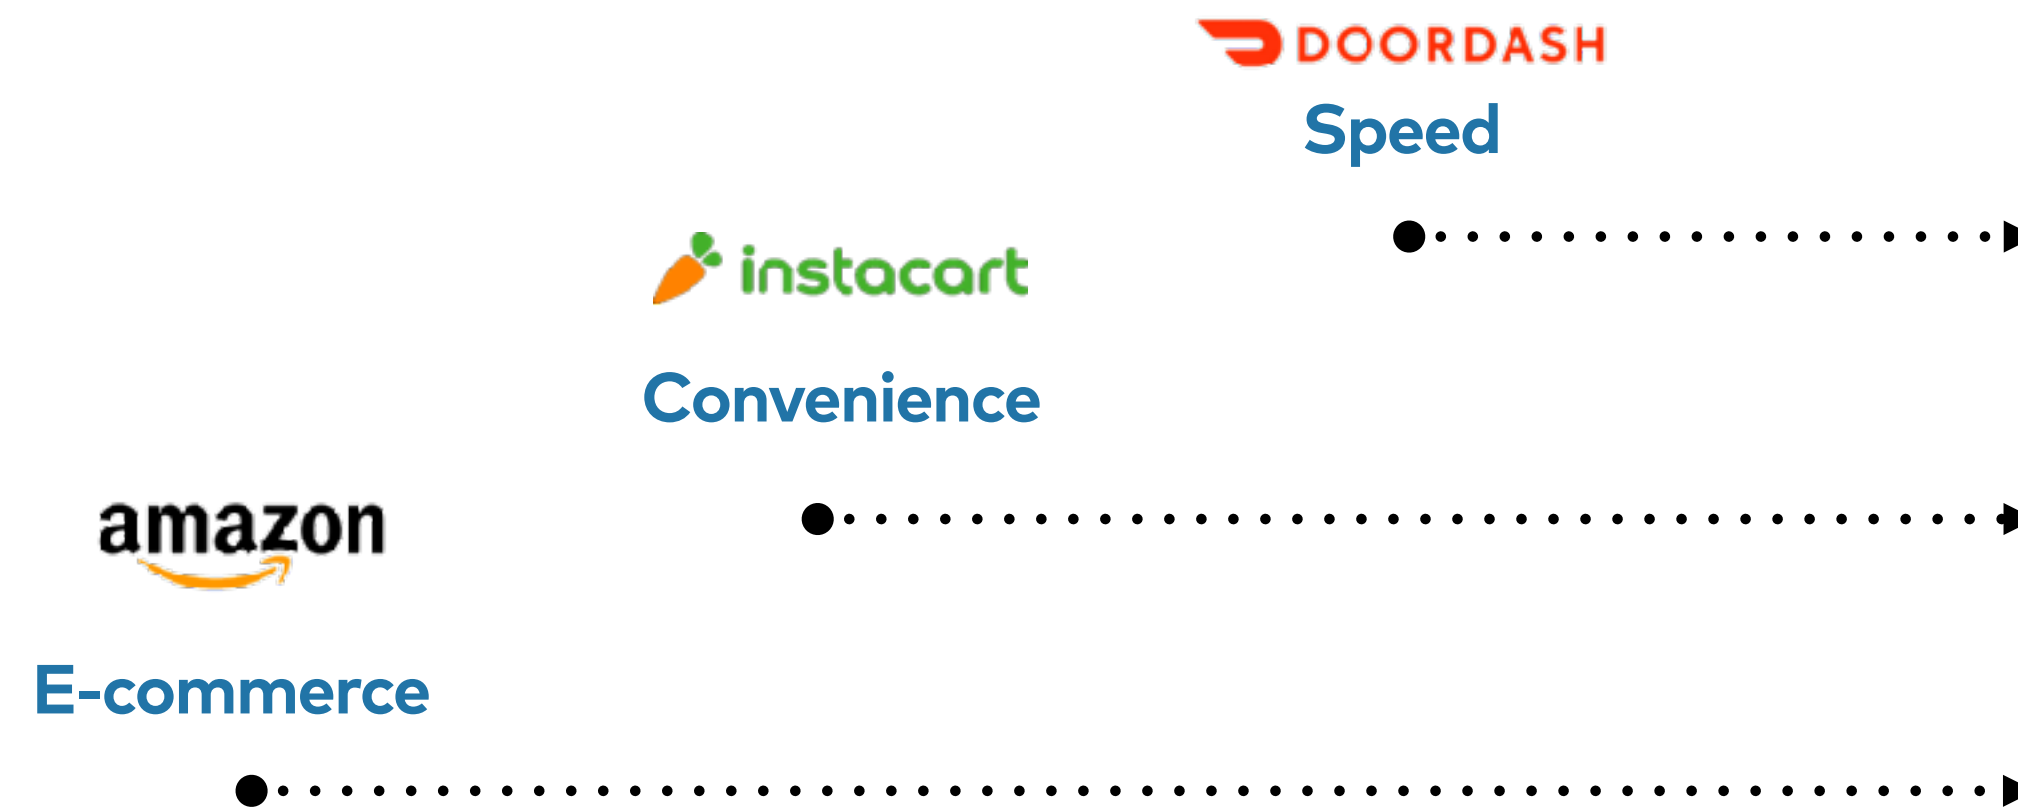 DOORDASH
Speed
instacart
Convenience
amazon
E-commerce